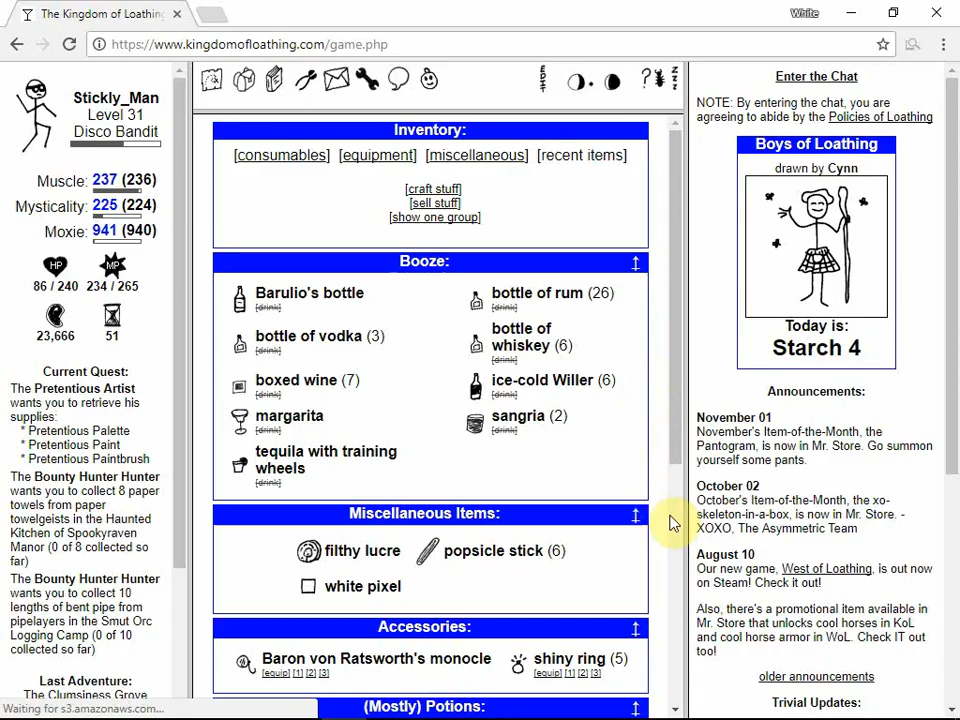 The Kingdom of Loathing
White
https://www.kingdomofloathing.com/game.php
Stickly_Man
Level 31
Disco Bandit
Muscle: 237 (236)
Mysticality: 225 (224)
Moxie: 941 (940)
HP
MP
86 / 240
234 / 265
23,666
51
Current Quest:
The Pretentious Artist
wants you to retrieve his
supplies:
* Pretentious Palette
* Pretentious Paint
* Pretentious Paintbrush
The Bounty Hunter Hunter
wants you to collect 8 paper
towels from paper
towelgeists in the Haunted
Kitchen of Spookyraven
Manor (0 of 8 collected so
far)
The Bounty Hunter Hunter
wants you to collect 10
lengths of bent pipe from
pipelayers in the Smut Orc
Logging Camp (0 of 10
collected so far)
Last Adventure:
The Clumsiness Grove
Waiting for s3.amazonaws.com...
EDIT
Inventory:
[consumables] [equipment] [miscellaneous] [recent items]
[craft stuff]
[sell stuff]
[show one group]
Booze:
Barulio's bottle
[drink]
bottle of rum (26)
[drink]
bottle of vodka (3)
[drink]
bottle of
whiskey (6)
[drink]
boxed wine (7)
[drink]
ice-cold Willer (6)
[drink]
margarita
[drink]
sangria (2)
[drink]
tequila with training
wheels
[drink]
Miscellaneous Items:
filthy lucre
popsicle stick (6)
white pixel
Accessories:
Baron von Ratsworth's monocle
[equip] [1] [2] [3]
shiny ring (5)
[equip] [1] [2] [3]
(Mostly) Potions:
Enter the Chat
NOTE: By entering the chat, you are
agreeing to abide by the Policies of Loathing
Boys of Loathing
drawn by Cynn
Today is:
Starch 4
Announcements:
November 01
November's Item-of-the-Month, the
Pantogram, is now in Mr. Store. Go summon
yourself some pants.
October 02
October's Item-of-the-Month, the xo-
skeleton-in-a-box, is now in Mr. Store. -
XOXO, The Asymmetric Team
August 10
Our new game, West of Loathing, is out now
on Steam! Check it out!
Also, there's a promotional item available in
Mr. Store that unlocks cool horses in KoL
and cool horse armor in WoL. Check IT out
too!
older announcements
Trivial Updates: